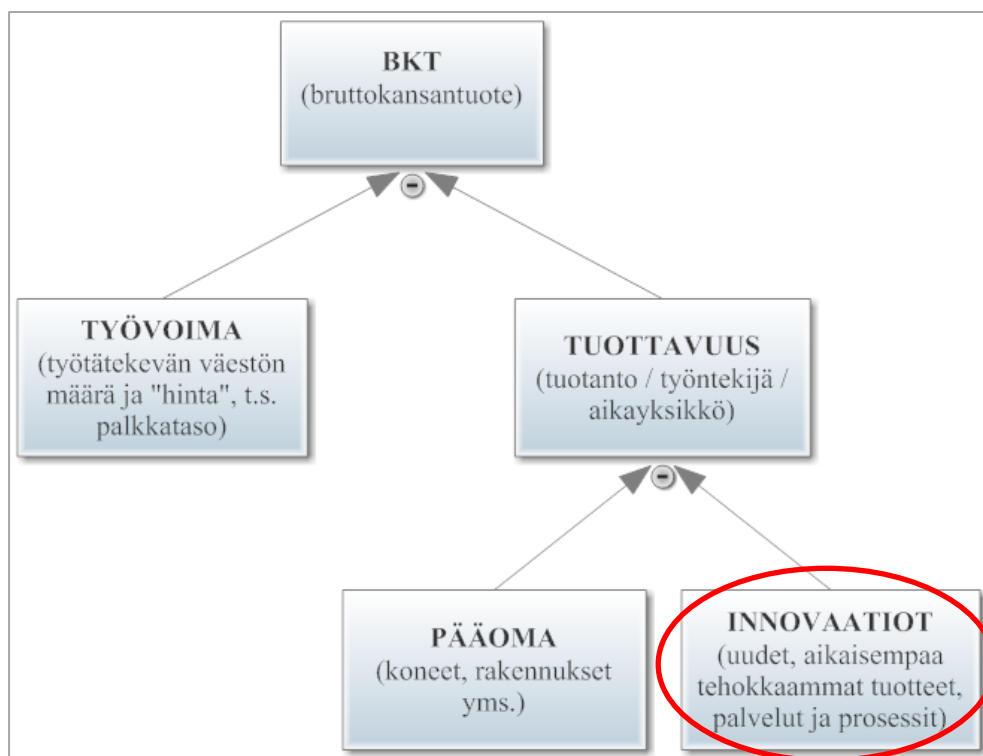 BKT
(bruttokansantuote)
TYÖVOIMA
(työtätekevän väestön
määrä ja "hinta", t.s.
palkkataso)
TUOTTAVUUS
(tuotanto / työntekijä /
aikayksikkö)
PÄÄOMA
(koneet, rakennukset
yms.)
INNOVAATIOT
(uudet, aikaisempaa
tehokkaammat tuotteet,
palvelut ja prosessit)